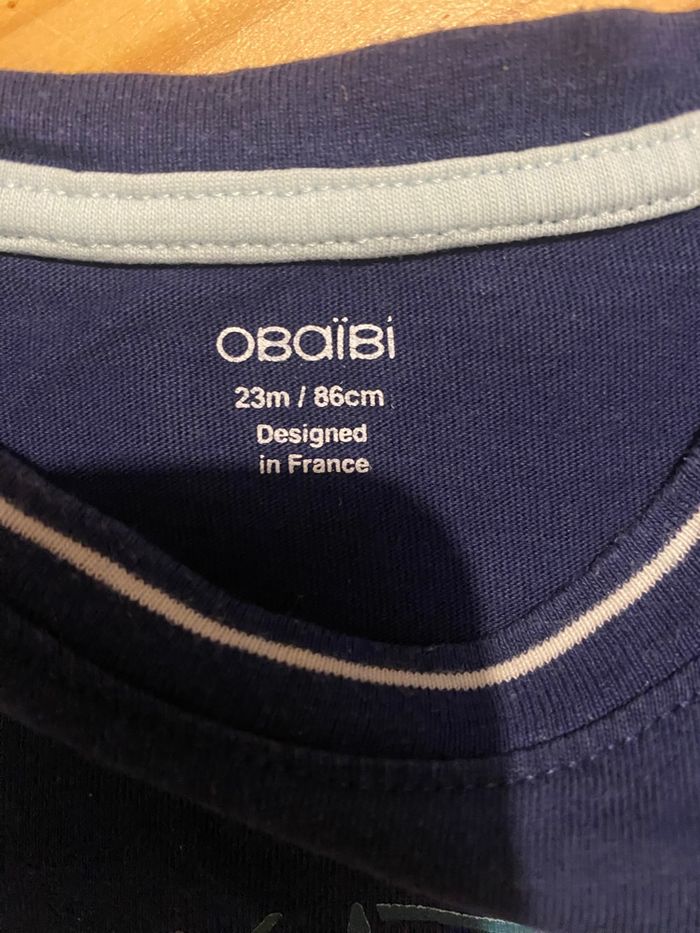 OBaïBi
23m / 86cm
Designed
in France